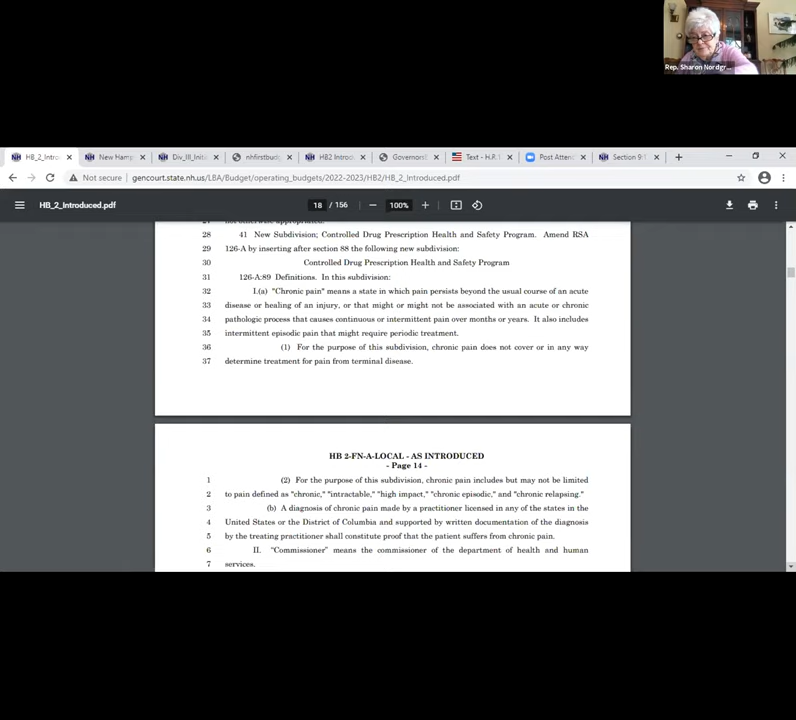 Rep. Sharon Nordgr...
HB_2_Intro
New Hamp
Div_III_Initi
nhfirstbudg
HB2 Introd
GovernorsE
Text - H.R.1
Post Atten
Section 9:1
Not secure | gencourt.state.nh.us/LBA/Budget/operating_budgets/2022-2023/HB2/HB_2_Introduced.pdf
HB_2_Introduced.pdf
18 / 156
100%
not otherwise appropriated.
28 41 New Subdivision; Controlled Drug Prescription Health and Safety Program. Amend RSA
29 126-A by inserting after section 88 the following new subdivision:
30 Controlled Drug Prescription Health and Safety Program
31 126-A:89 Definitions. In this subdivision:
32 I.(a) "Chronic pain" means a state in which pain persists beyond the usual course of an acute
33 disease or healing of an injury, or that might or might not be associated with an acute or chronic
34 pathologic process that causes continuous or intermittent pain over months or years. It also includes
35 intermittent episodic pain that might require periodic treatment.
36 (1) For the purpose of this subdivision, chronic pain does not cover or in any way
37 determine treatment for pain from terminal disease.
HB 2-FN-A-LOCAL - AS INTRODUCED
- Page 14 -
1 (2) For the purpose of this subdivision, chronic pain includes but may not be limited
2 to pain defined as "chronic," "intractable," "high impact," "chronic episodic," and "chronic relapsing."
3 (b) A diagnosis of chronic pain made by a practitioner licensed in any of the states in the
4 United States or the District of Columbia and supported by written documentation of the diagnosis
5 by the treating practitioner shall constitute proof that the patient suffers from chronic pain.
6 II. "Commissioner" means the commissioner of the department of health and human
7 services.